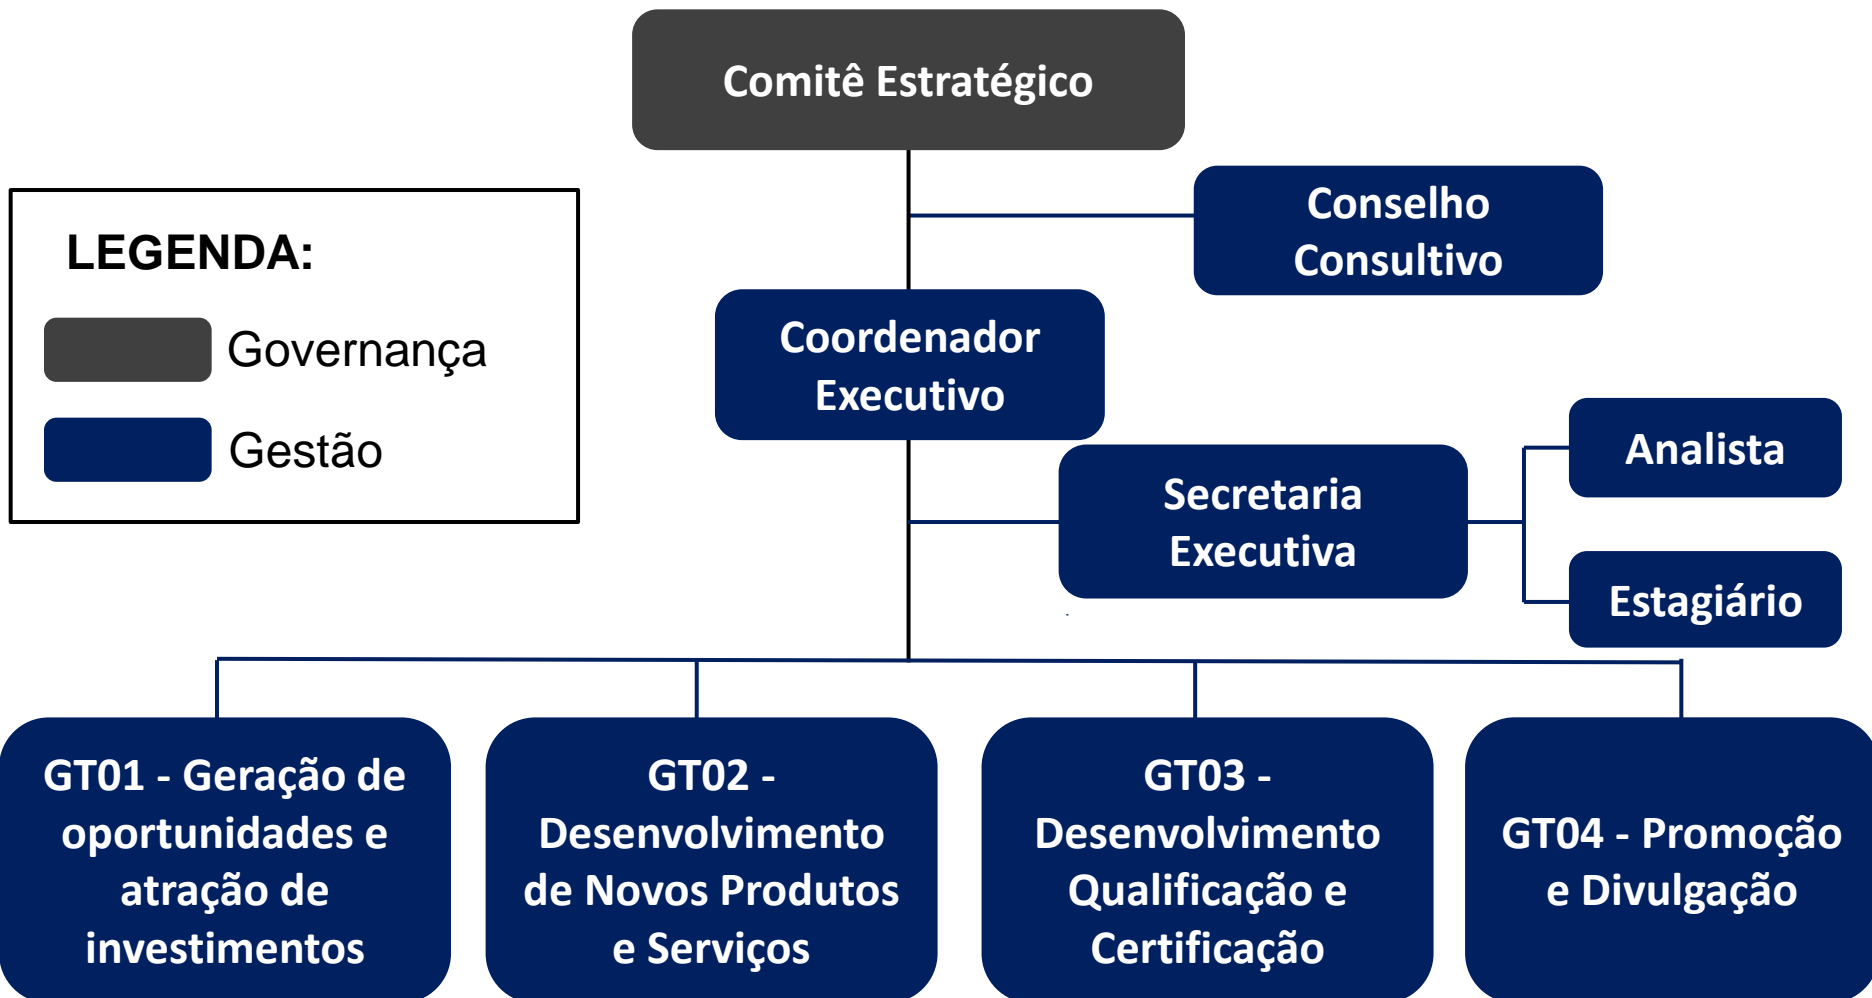 Comitê Estratégico
Conselho
Consultivo
LEGENDA:
Governança
Gestão
Coordenador
Executivo
Secretaria
Executiva
Analista
Estagiário
GT01 - Geração de
oportunidades e
atração de
investimentos
GT02 -
Desenvolvimento
de Novos Produtos
e Serviços
GT03 -
Desenvolvimento
Qualificação e
Certificação
GT04 - Promoção
e Divulgação